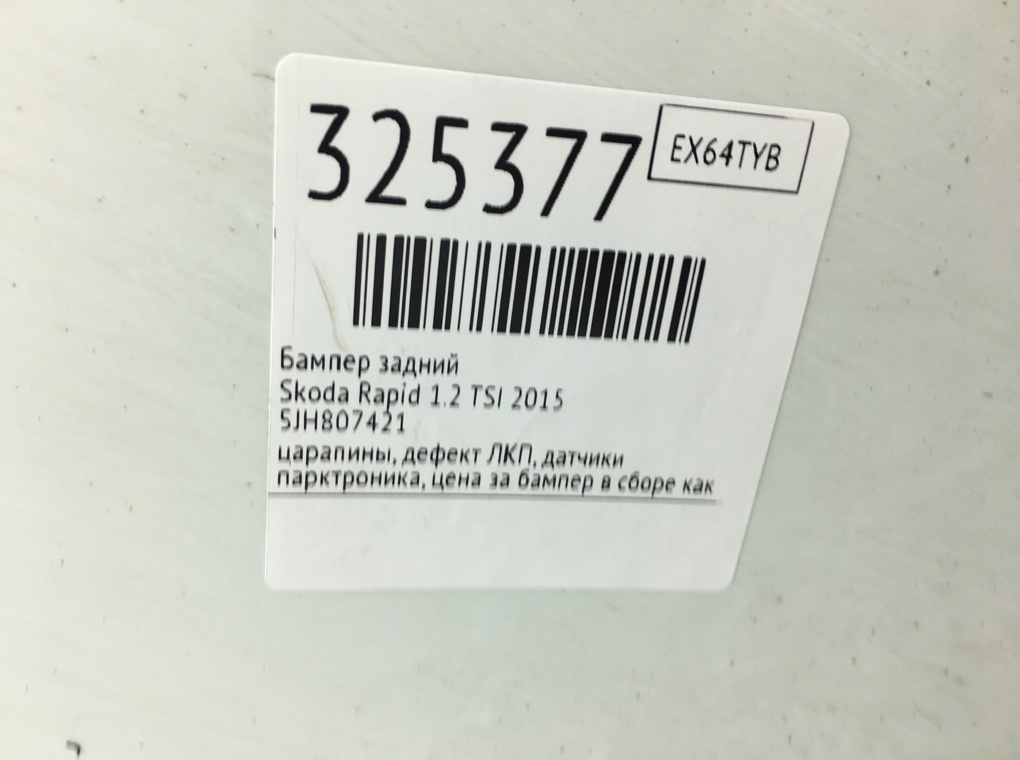 325377
EX64TYB
Бампер задний
Skoda Rapid 1.2 TSI 2015
5JH807421
царапины, дефект ЛКП, датчики
парктроника, цена за бампер в сборе как